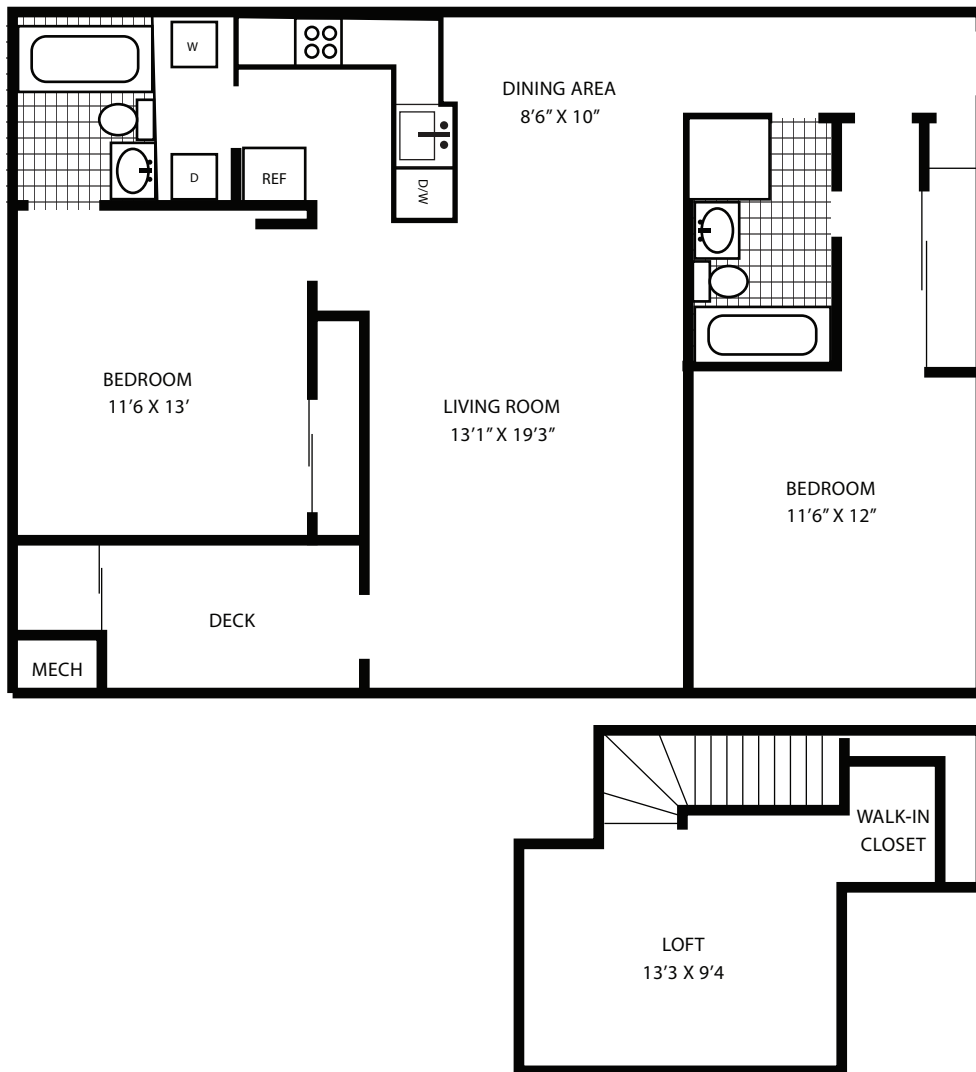 W
DINING AREA
8’6” X 10”
D
REF
D/W
BEDROOM
11’6 X 13’
LIVING ROOM
13’1” X 19’3”
BEDROOM
11’6” X 12”
DECK
MECH
WALK-IN
CLOSET
LOFT
13’3 X 9’4